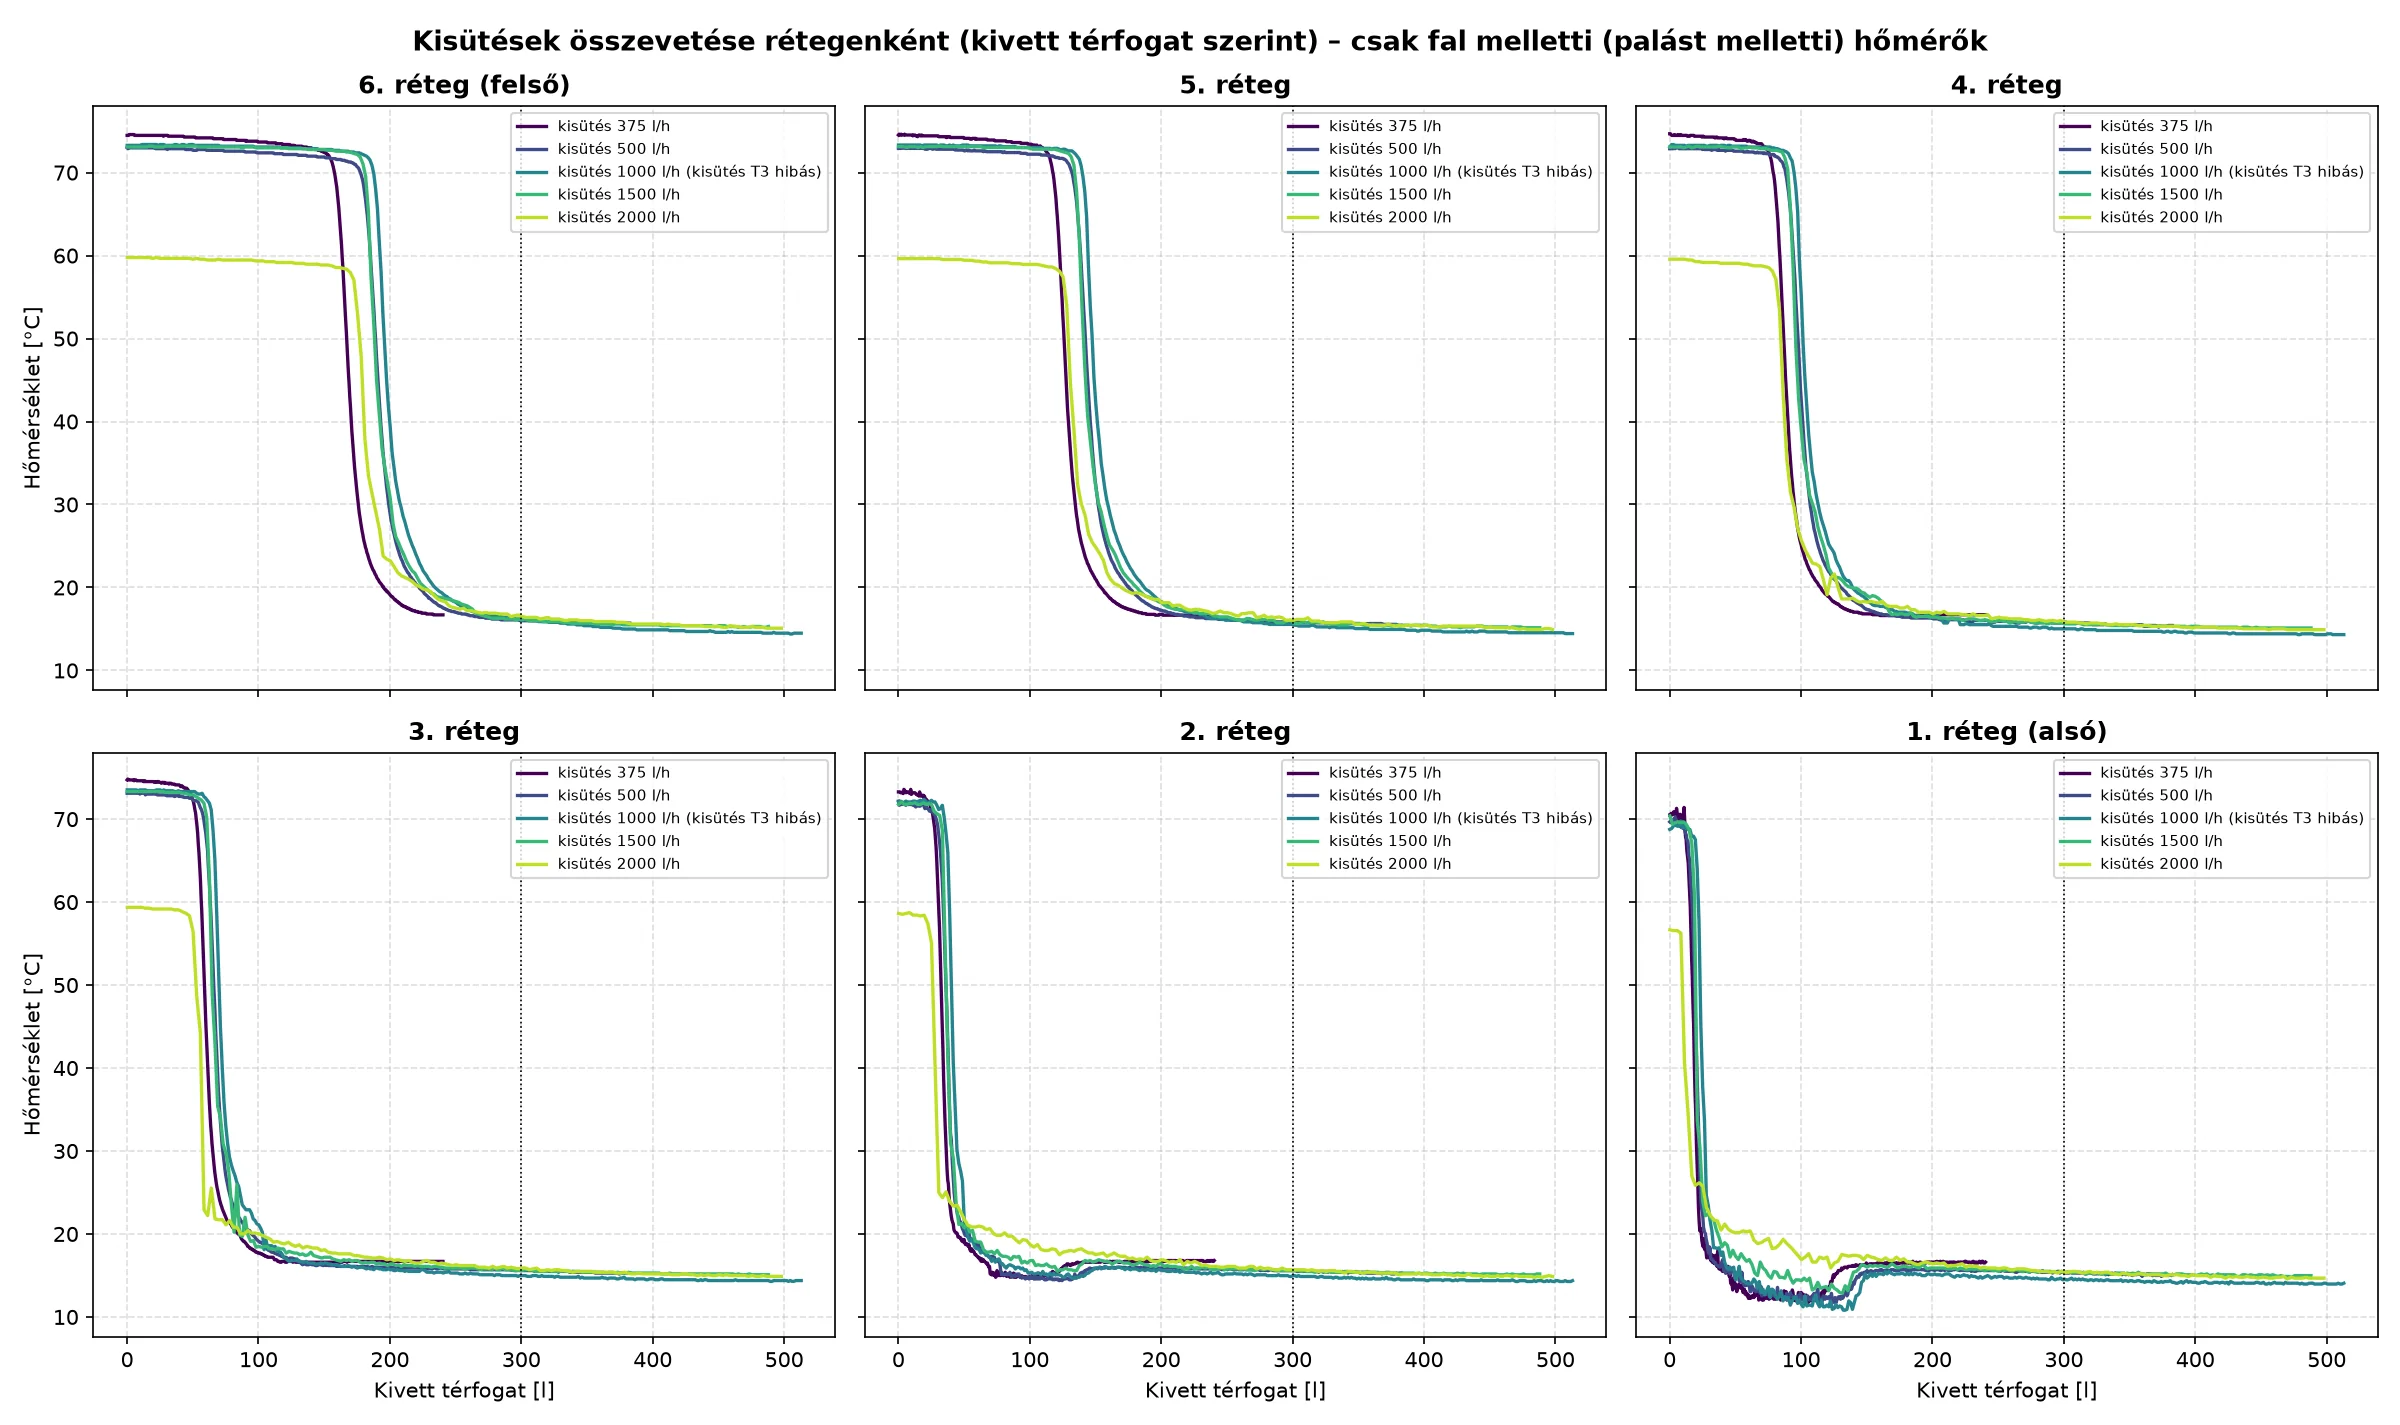 Kisütések összevetése rétegenként (kivett térfogat szerint) – csak fal melletti (palást melletti) hőmérők
6. réteg (felső)
kisütés 375 l/h
kisütés 500 l/h
kisütés 1000 l/h (kisütés T3 hibás)
kisütés 1500 l/h
kisütés 2000 l/h
Hőmérséklet [°C]
70
60
50
40
30
20
10
5. réteg
kisütés 375 l/h
kisütés 500 l/h
kisütés 1000 l/h (kisütés T3 hibás)
kisütés 1500 l/h
kisütés 2000 l/h
4. réteg
kisütés 375 l/h
kisütés 500 l/h
kisütés 1000 l/h (kisütés T3 hibás)
kisütés 1500 l/h
kisütés 2000 l/h
3. réteg
kisütés 375 l/h
kisütés 500 l/h
kisütés 1000 l/h (kisütés T3 hibás)
kisütés 1500 l/h
kisütés 2000 l/h
Hőmérséklet [°C]
70
60
50
40
30
20
10
0 100 200 300 400 500
Kivett térfogat [l]
2. réteg
kisütés 375 l/h
kisütés 500 l/h
kisütés 1000 l/h (kisütés T3 hibás)
kisütés 1500 l/h
kisütés 2000 l/h
0 100 200 300 400 500
Kivett térfogat [l]
1. réteg (alsó)
kisütés 375 l/h
kisütés 500 l/h
kisütés 1000 l/h (kisütés T3 hibás)
kisütés 1500 l/h
kisütés 2000 l/h
0 100 200 300 400 500
Kivett térfogat [l]